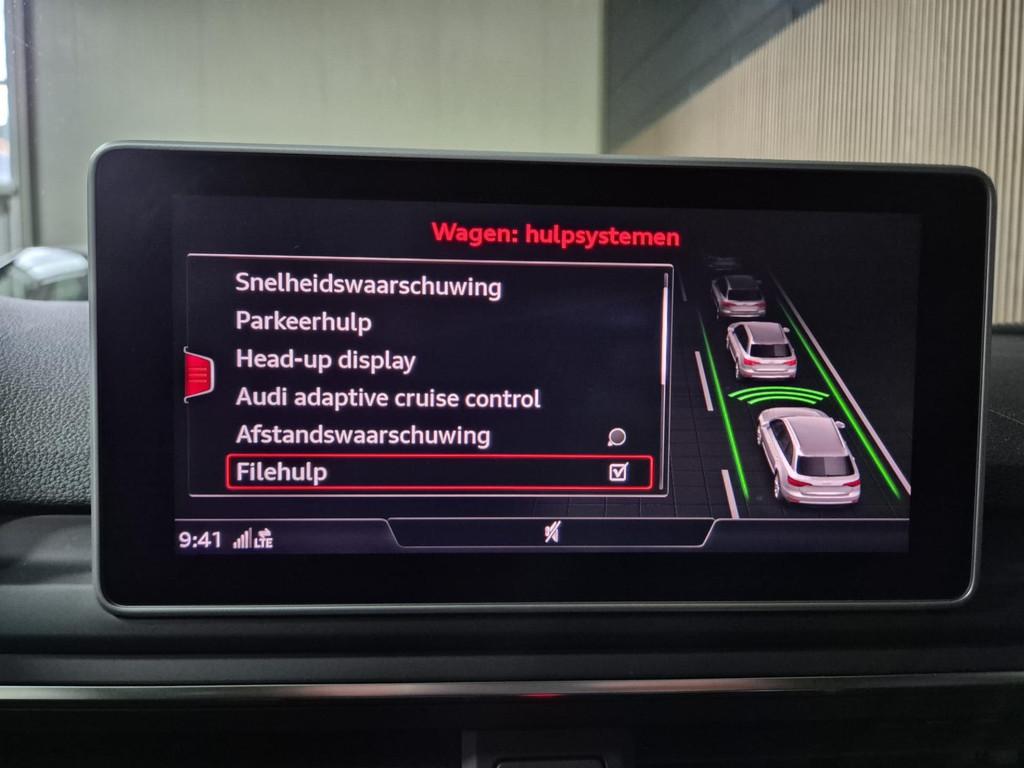 Wagen: hulpsystemen
Snelheidswaarschuwing
Parkeerhulp
Head-up display
Audi adaptive cruise control
Afstandswaarschuwing
Filehulp
9:41 LTE